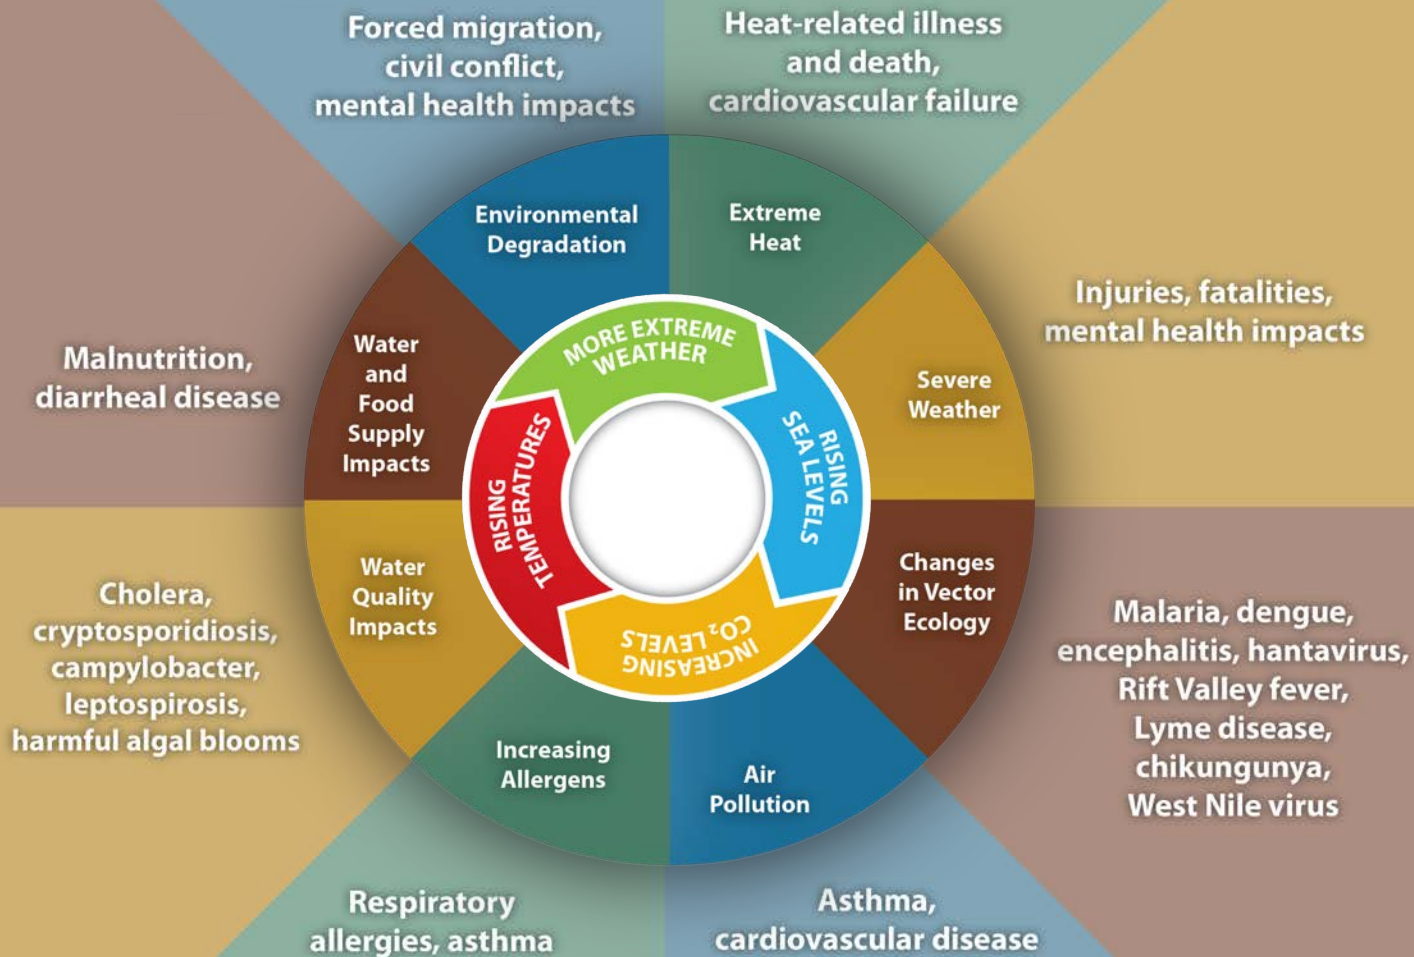 Forced migration,
civil conflict,
mental health impacts
Heat-related illness
and death,
cardiovascular failure
Environmental
Degradation
Extreme
Heat
Injuries, fatalities,
mental health impacts
Malnutrition,
diarrheal disease
Water
and
Food
Supply
Impacts
MORE EXTREME
WEATHER
Severe
Weather
RISING
SEA LEVELS
RISING
TEMPERATURES
INCREASING
CO₂ LEVELS
Water
Quality
Impacts
Changes
in Vector
Ecology
Cholera,
cryptosporidiosis,
campylobacter,
leptospirosis,
harmful algal blooms
Malaria, dengue,
encephalitis, hantavirus,
Rift Valley fever,
Lyme disease,
chikungunya,
West Nile virus
Increasing
Allergens
Air
Pollution
Respiratory
allergies, asthma
Asthma,
cardiovascular disease